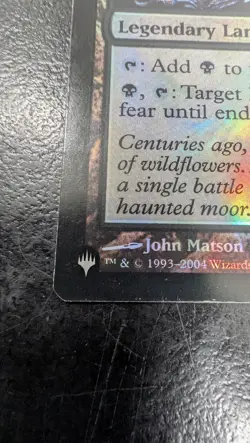 Legendary Lan
: Add to
, : Target
fear until end
Centuries ago,
of wildflowers.
a single battle
haunted moor.
John Matson
™ & © 1993–2004 Wizards